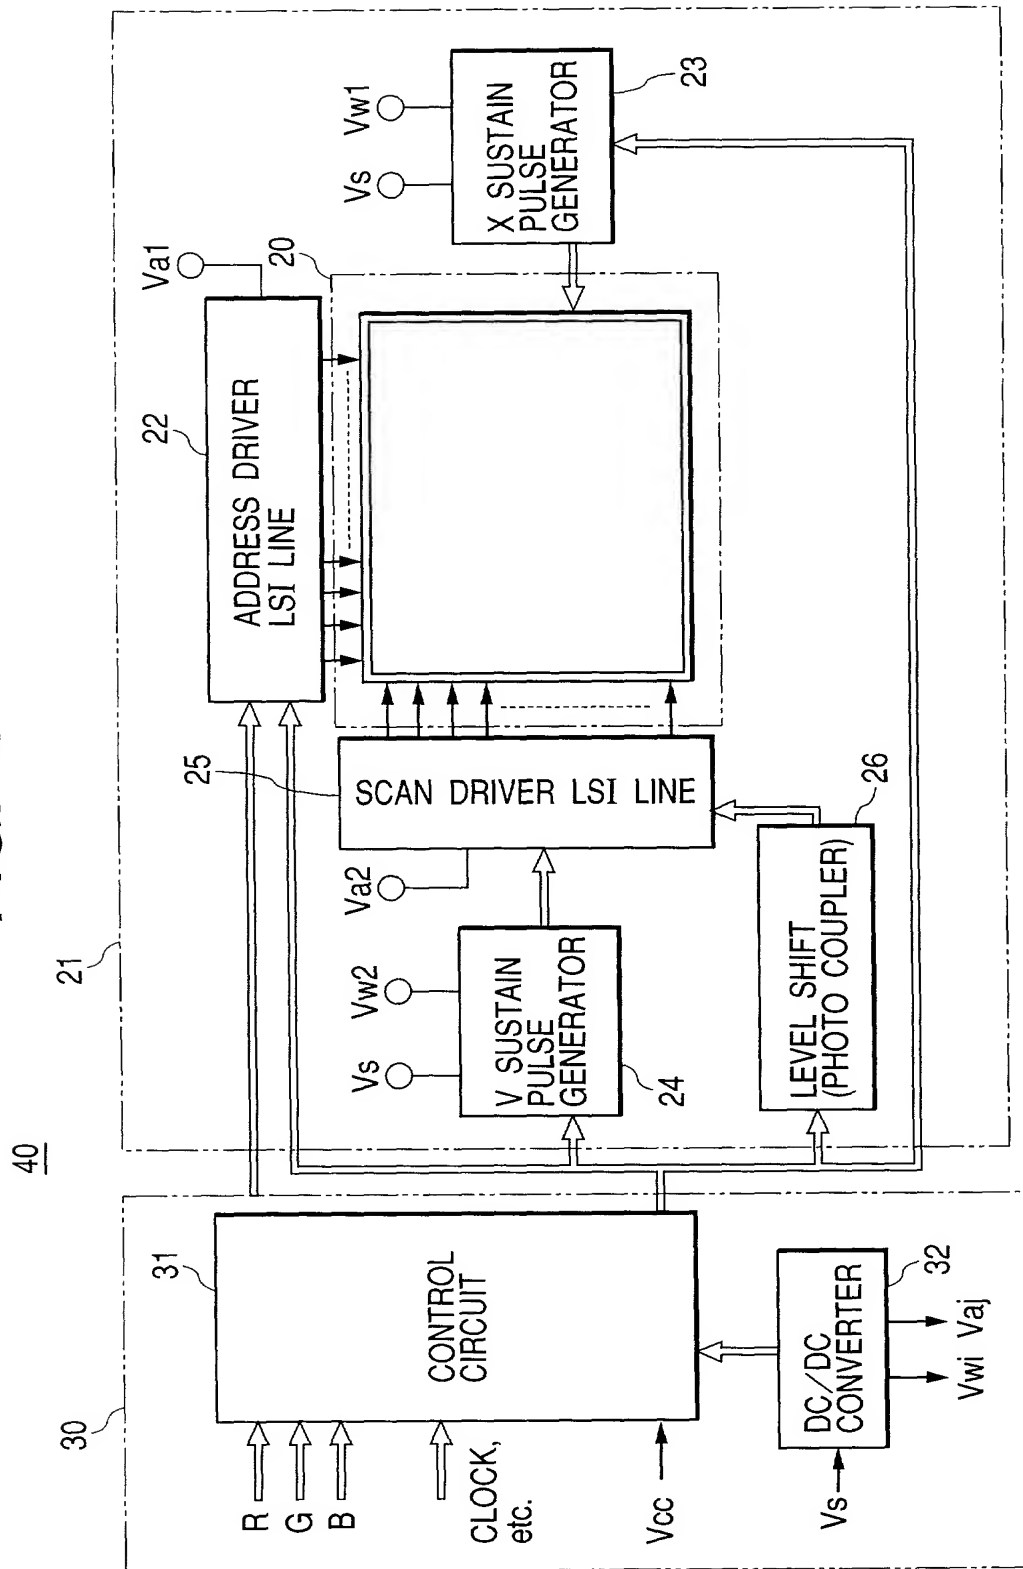 40
30
31
R
G
B
CLOCK,
etc.
Vcc
CONTROL
CIRCUIT
Vs
DC/DC
CONVERTER
32
Vwi
Vaj
21
22
ADDRESS DRIVER
LSI LINE
Va1
20
25
SCAN DRIVER LSI LINE
Va2
Vs
Vw2
V SUSTAIN
PULSE
GENERATOR
24
LEVEL SHIFT
(PHOTO COUPLER)
26
Vs
Vw1
X SUSTAIN
PULSE
GENERATOR
23